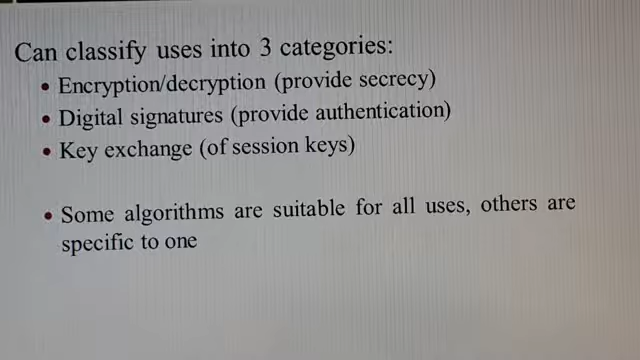 Can classify uses into 3 categories:
• Encryption/decryption (provide secrecy)
• Digital signatures (provide authentication)
• Key exchange (of session keys)
• Some algorithms are suitable for all uses, others are
specific to one